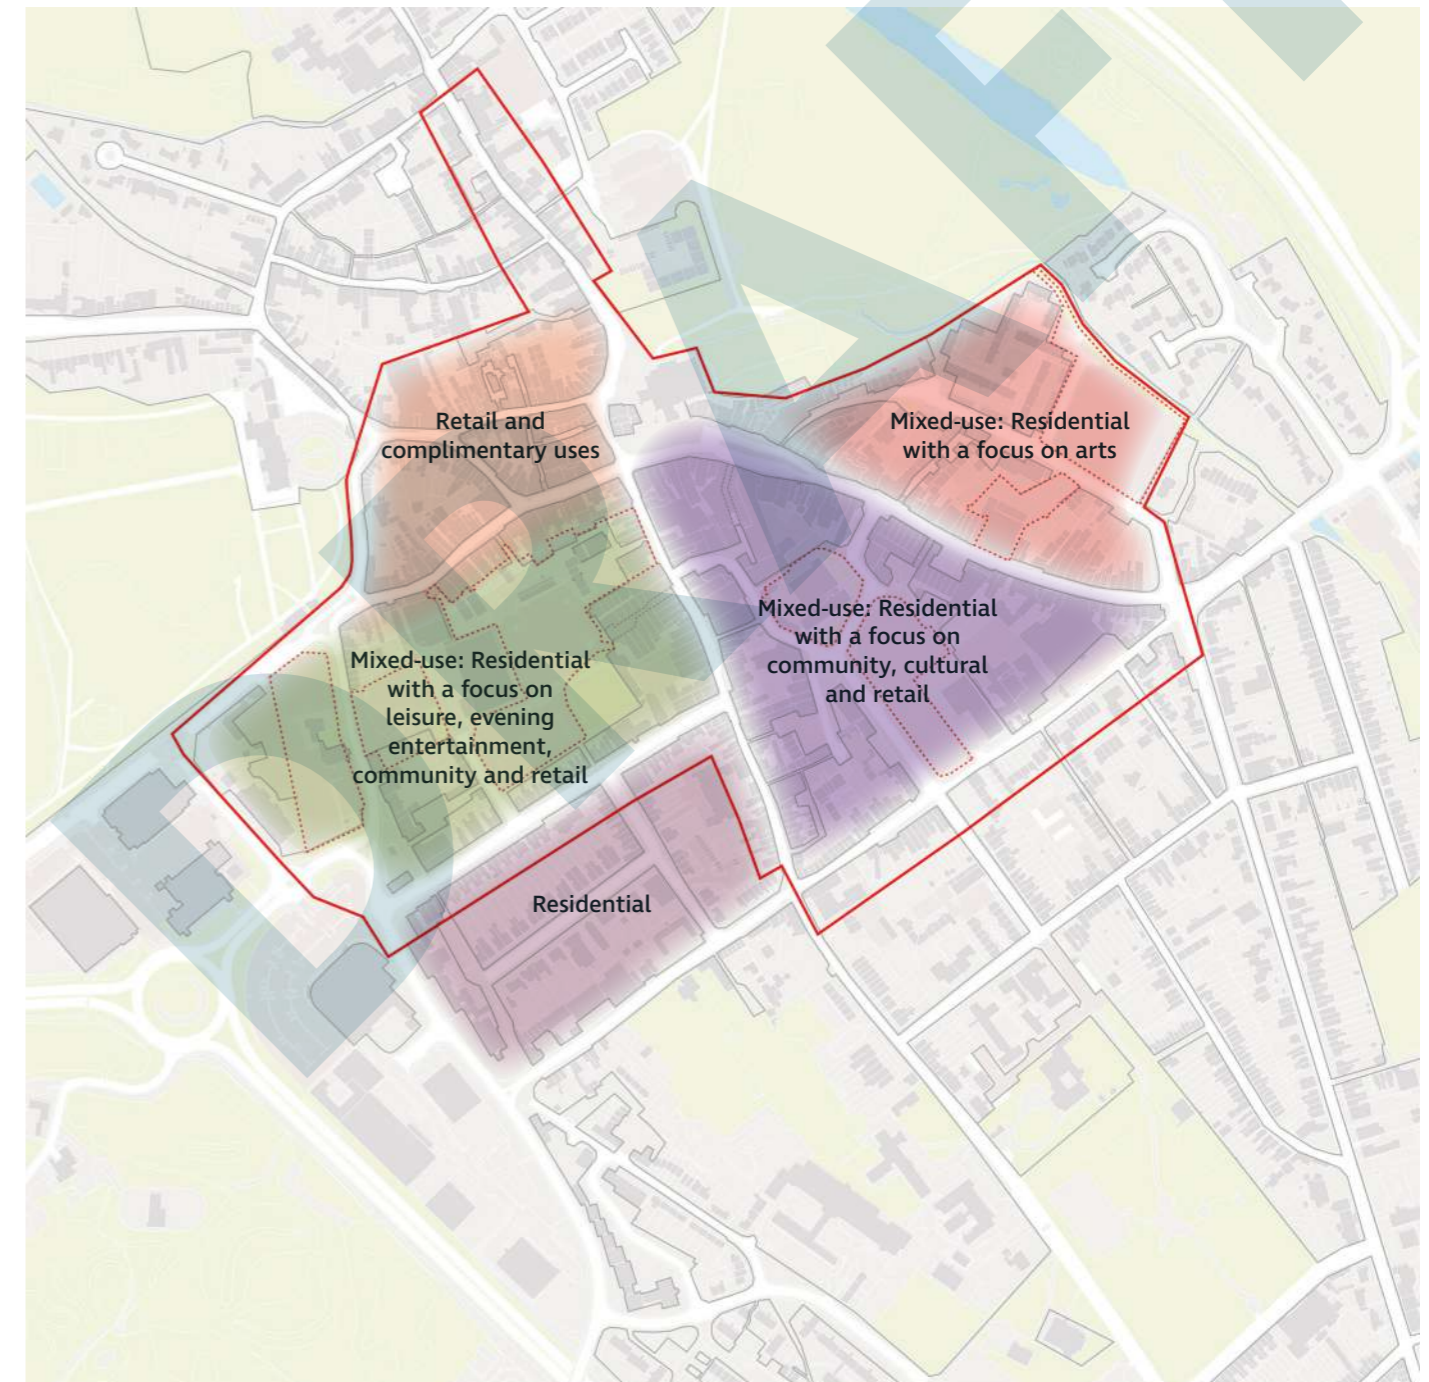 Retail and
complimentary uses
Mixed-use: Residential
with a focus on arts
Mixed-use: Residential
with a focus on
community, cultural
and retail
Mixed-use: Residential
with a focus on
leisure, evening
entertainment,
community and retail
Residential
DRAFT